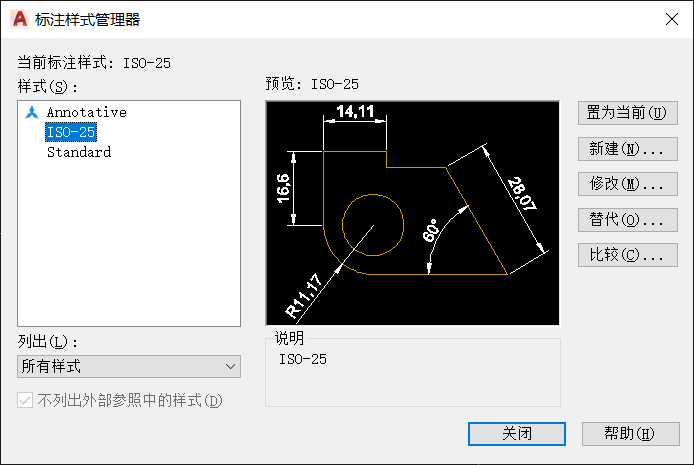 A 标注样式管理器
当前标注样式: ISO-25
样式(S):
Annotative
ISO-25
Standard
列出(L):
所有样式
不列出外部参照中的样式(D)
预览: ISO-25
14,11
16,6
28,07
60°
R11,17
说明
ISO-25
置为当前(U)
新建(N)...
修改(M)...
替代(O)...
比较(C)...
关闭
帮助(H)